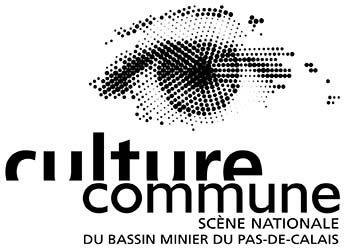 culture
commune
SCÈNE NATIONALE
DU BASSIN MINIER DU PAS-DE-CALAIS